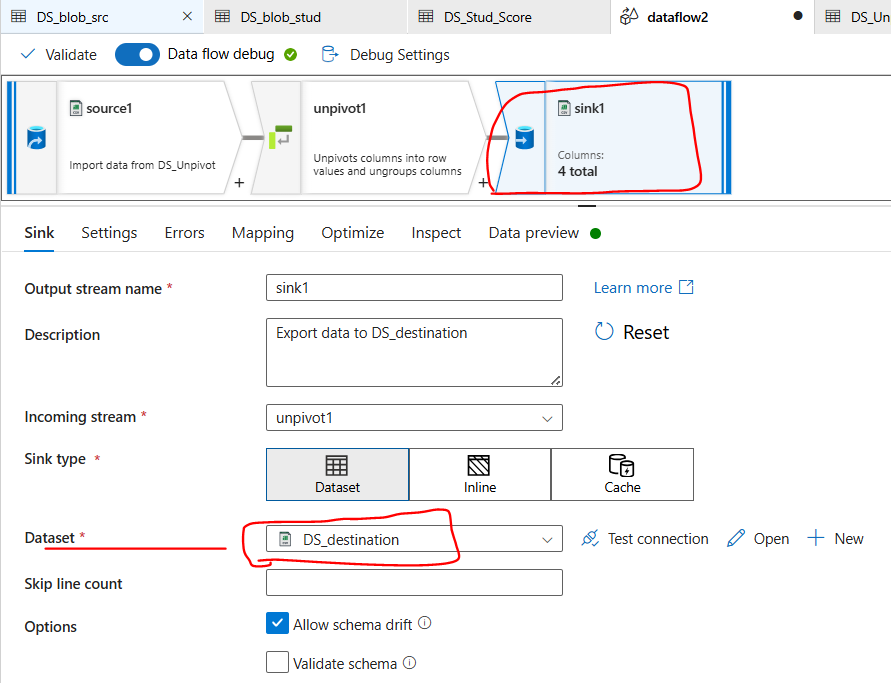 DS_blob_src
DS_blob_stud
DS_Stud_Score
dataflow2
DS_Un
Validate
Data flow debug
Debug Settings
source1
Import data from DS_Unpivot
+
unpivot1
Unpivots columns into row
values and ungroups columns
+
sink1
Columns:
4 total
Sink
Settings
Errors
Mapping
Optimize
Inspect
Data preview
Output stream name *
sink1
Learn more
Description
Export data to DS_destination
Reset
Incoming stream *
unpivot1
Sink type *
Dataset
Inline
Cache
Dataset *
DS_destination
Test connection
Open
New
Skip line count
Options
Allow schema drift
Validate schema